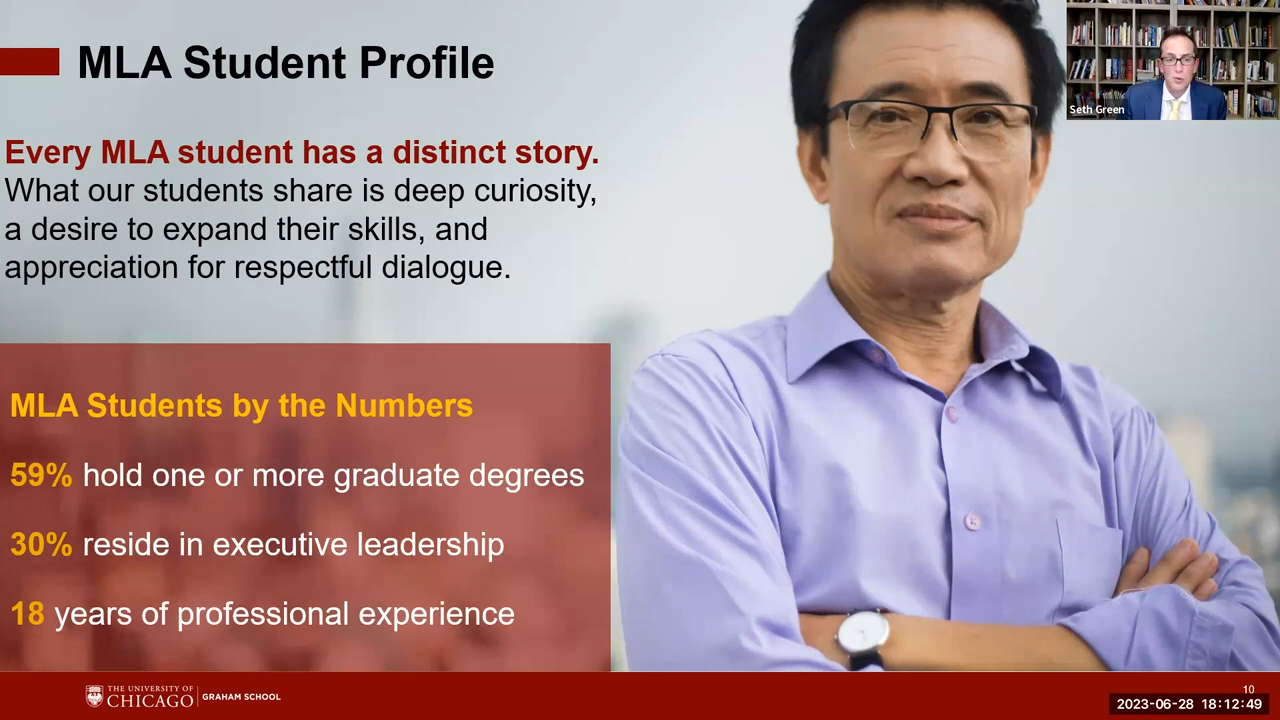 MLA Student Profile
Seth Green
Every MLA student has a distinct story.
What our students share is deep curiosity,
a desire to expand their skills, and
appreciation for respectful dialogue.
MLA Students by the Numbers
59% hold one or more graduate degrees
30% reside in executive leadership
18 years of professional experience
THE UNIVERSITY OF
CHICAGO
GRAHAM SCHOOL
10
2023-06-28 18:12:49